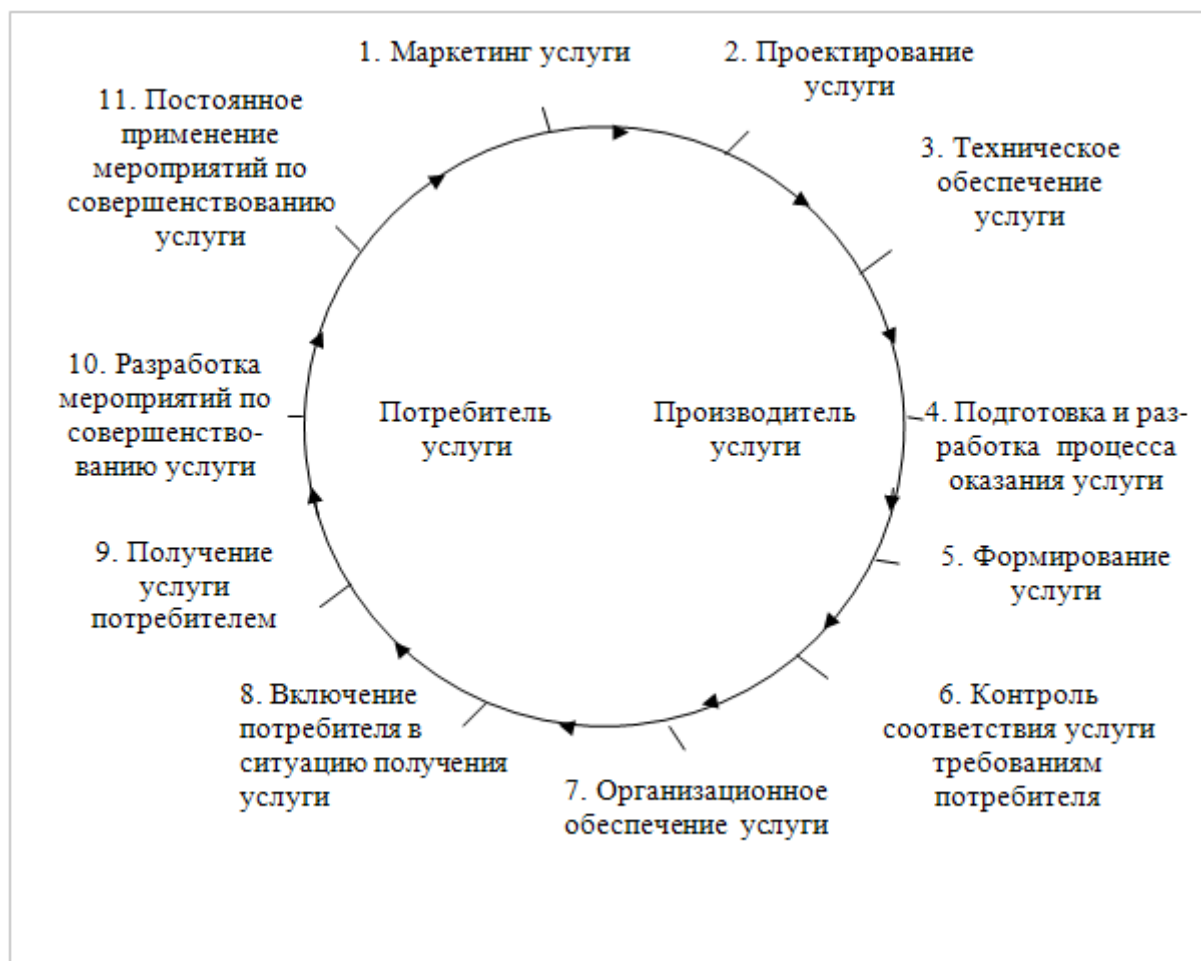 1. Маркетинг услуги
2. Проектирование
услуги
3. Техническое
обеспечение
услуги
4. Подготовка и раз-
работка процесса
оказания услуги
5. Формирование
услуги
6. Контроль
соответствия услуги
требованиям
потребителя
7. Организационное
обеспечение услуги
8. Включение
потребителя в
ситуацию получения
услуги
9. Получение
услуги
потребителем
10. Разработка
мероприятий по
совершенство-
ванию услуги
11. Постоянное
применение
мероприятий по
совершенствованию
услуги
Потребитель
услуги
Производитель
услуги